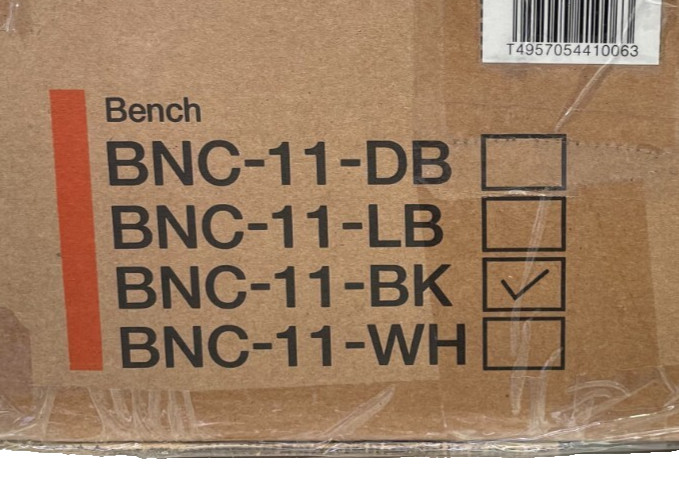 T4957054410063
Bench
BNC-11-DB
BNC-11-LB
BNC-11-BK
BNC-11-WH